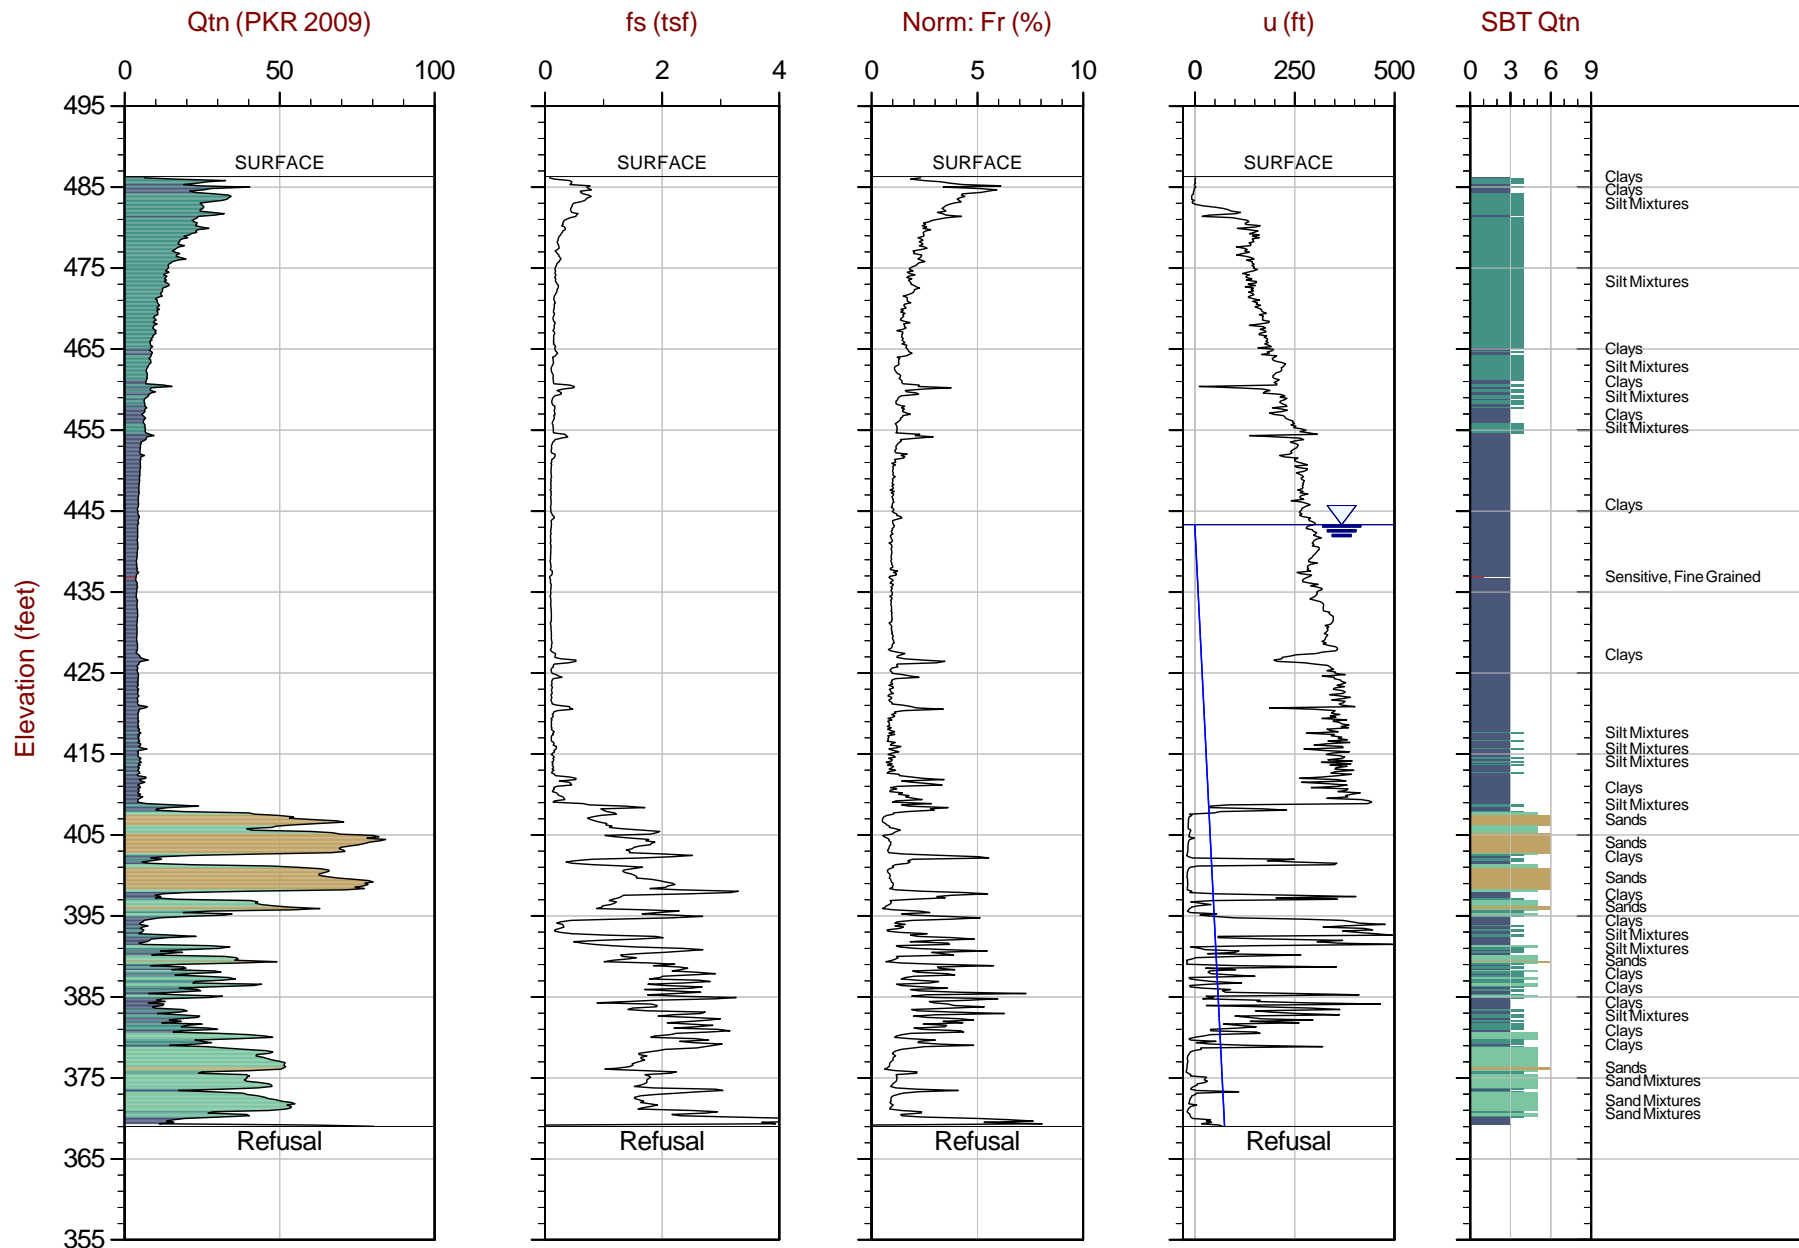 Qtn (PKR 2009) fs (tsf) Norm: Fr (%) u (ft) SBT Qtn
0 50 100 0 2 4 0 5 10 0 250 500 0 3 6 9
495
SURFACE SURFACE SURFACE SURFACE
Clays
485
Clays
Silt Mixtures
475
Silt Mixtures
465 Clays
Silt Mixtures
Clays
Silt Mixtures
Clays
455 Silt Mixtures
445 Clays
Sensitive, Fine Grained
435
Clays
425
Silt Mixtures
Silt Mixtures
415
Silt Mixtures
Clays
Silt Mixtures
Sands
405
Sands
Clays
Sands
Clays
Sands
395
Clays
Silt Mixtures
Silt Mixtures
Sands
Clays
Clays
385
Clays
Silt Mixtures
Clays
Clays
Sands
375
Sand Mixtures
Sand Mixtures
Sand Mixtures
Refusal Refusal Refusal Refusal
365
355
Elevation (feet)